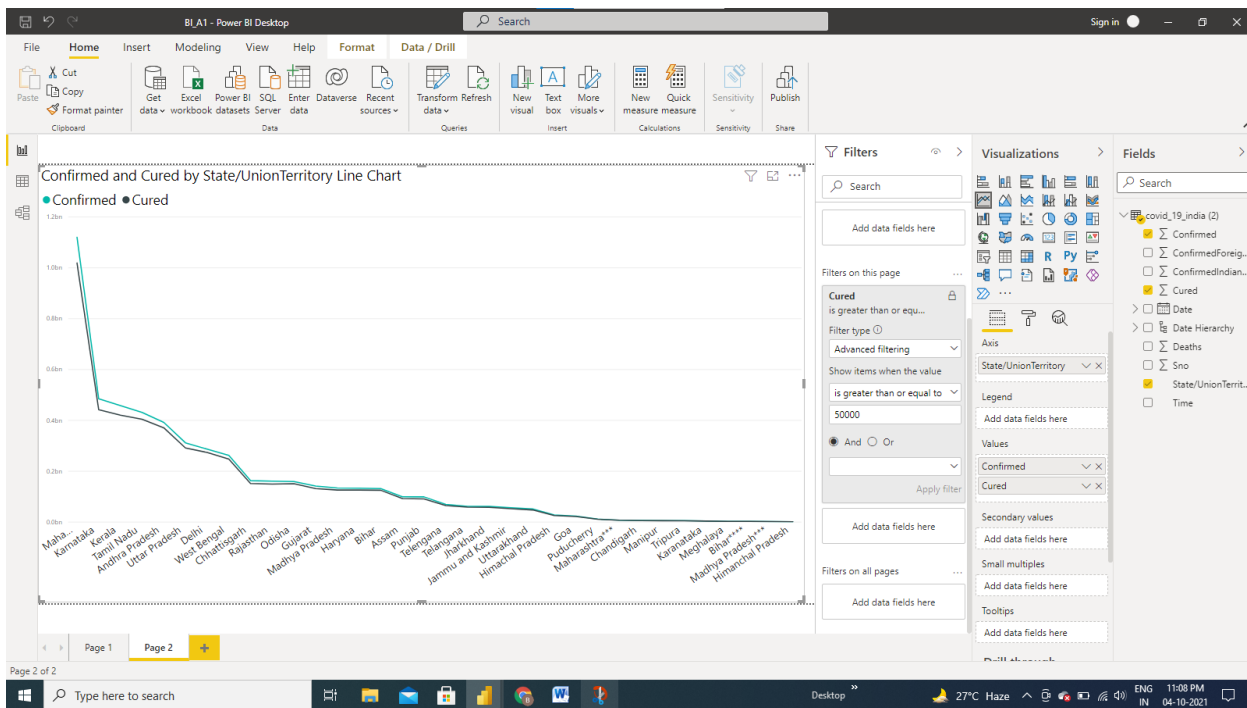 BI_A1 - Power BI Desktop
Search
Sign in
File Home Insert Modeling View Help Format Data / Drill
Paste
Cut
Copy
Format painter
Clipboard
Get data
Excel workbook
Power BI datasets
SQL Server
Enter data
Dataverse
Recent sources
Data
Transform data
Refresh
Queries
New visual
Text box
More visuals
Insert
New measure
Quick measure
Calculations
Sensitivity
Sensitivity
Publish
Share
Confirmed and Cured by State/UnionTerritory Line Chart
Confirmed Cured
1.2bn
1.0bn
0.8bn
0.6bn
0.4bn
0.2bn
0.0bn
Maha...
Karnataka
Kerala
Tamil Nadu
Andhra Pradesh
Uttar Pradesh
Delhi
West Bengal
Chhattisgarh
Rajasthan
Odisha
Gujarat
Madhya Pradesh
Haryana
Bihar
Assam
Punjab
Telengana
Telangana
Jharkhand
Jammu and Kashmir
Uttarakhand
Himachal Pradesh
Goa
Puducherry
Maharashtra***
Chandigarh
Manipur
Tripura
Karanataka
Meghalaya
Bihar****
Madhya Pradesh***
Himanchal Pradesh
Filters
Search
Add data fields here
Filters on this page ...
Cured
is greater than or equ...
Filter type
Advanced filtering
Show items when the value
is greater than or equal to
50000
And Or
Apply filter
Add data fields here
Filters on all pages ...
Add data fields here
Visualizations
R Py
...
Axis
State/UnionTerritory
Legend
Add data fields here
Values
Confirmed
Cured
Secondary values
Add data fields here
Small multiples
Add data fields here
Tooltips
Add data fields here
Drill through
Fields
Search
covid_19_india (2)
Confirmed
ConfirmedForeig...
ConfirmedIndian...
Cured
Date
Date Hierarchy
Deaths
Sno
State/UnionTerrit...
Time
Page 1 Page 2 +
Page 2 of 2
Type here to search
Desktop
27°C Haze
ENG
IN
11:08 PM
04-10-2021